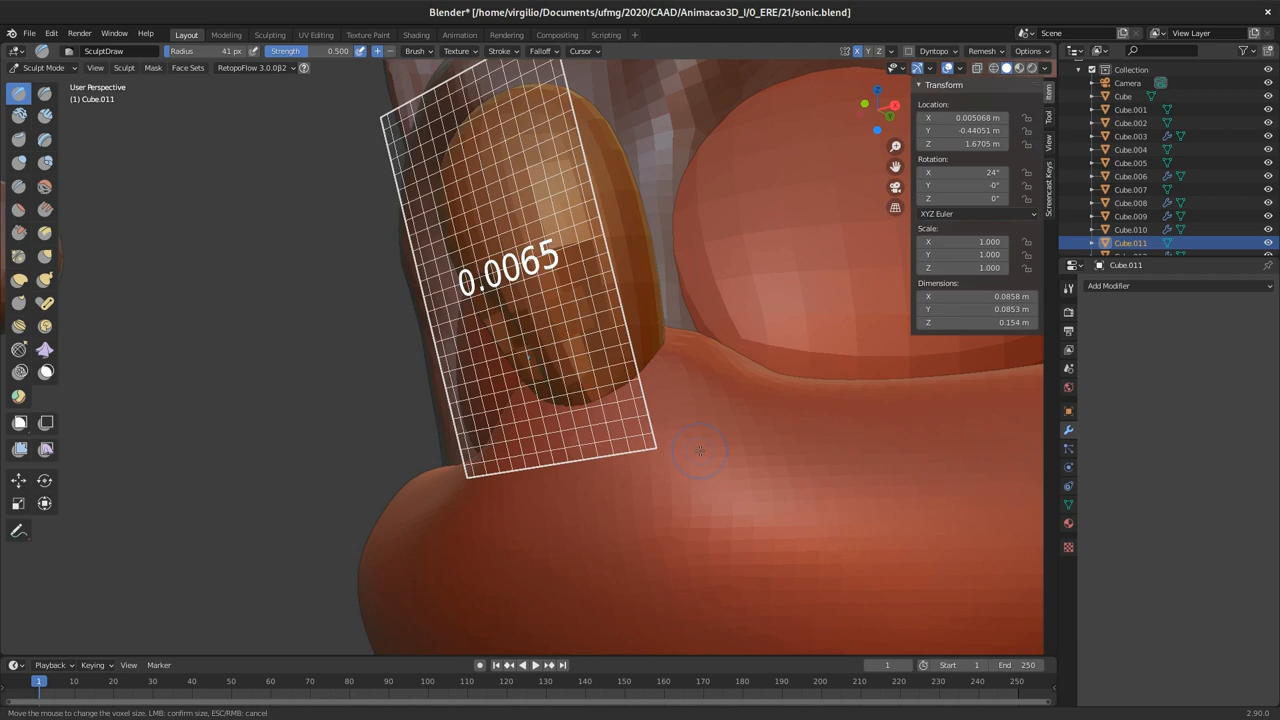 Blender* [/home/virgilio/Documents/ufmg/2020/CAAD/Animacao3D_I/0_ERE/21/sonic.blend]
File Edit Render Window Help Layout Modeling Sculpting UV Editing Texture Paint Shading Animation Rendering Compositing Scripting Scene View Layer
SculptDraw Radius 41 px Strength 0.500 Brush Texture Stroke Falloff Cursor X Y Z Dyntopo Remesh Options
Sculpt Mode View Sculpt Mask Face Sets RetopoFlow 3.0.0β2
User Perspective
(1) Cube.011
0.0065
Z
X
Y
Transform
Location:
X 0.005068 m
Y -0.44051 m
Z 1.6705 m
Rotation:
X 24°
Y -0°
Z 0°
XYZ Euler
Scale:
X 1.000
Y 1.000
Z 1.000
Dimensions:
X 0.0858 m
Y 0.0853 m
Z 0.154 m
Item
Tool
View
Screencast Keys
Collection
Camera
Cube
Cube.001
Cube.002
Cube.003
Cube.004
Cube.005
Cube.006
Cube.007
Cube.008
Cube.009
Cube.010
Cube.011
Cube.011
Add Modifier
Playback Keying View Marker 1 Start 1 End 250
1 10 20 30 40 50 60 70 80 90 100 110 120 130 140 150 160 170 180 190 200 210 220 230 240 250
Move the mouse to change the voxel size. LMB: confirm size, ESC/RMB: cancel 2.90.0